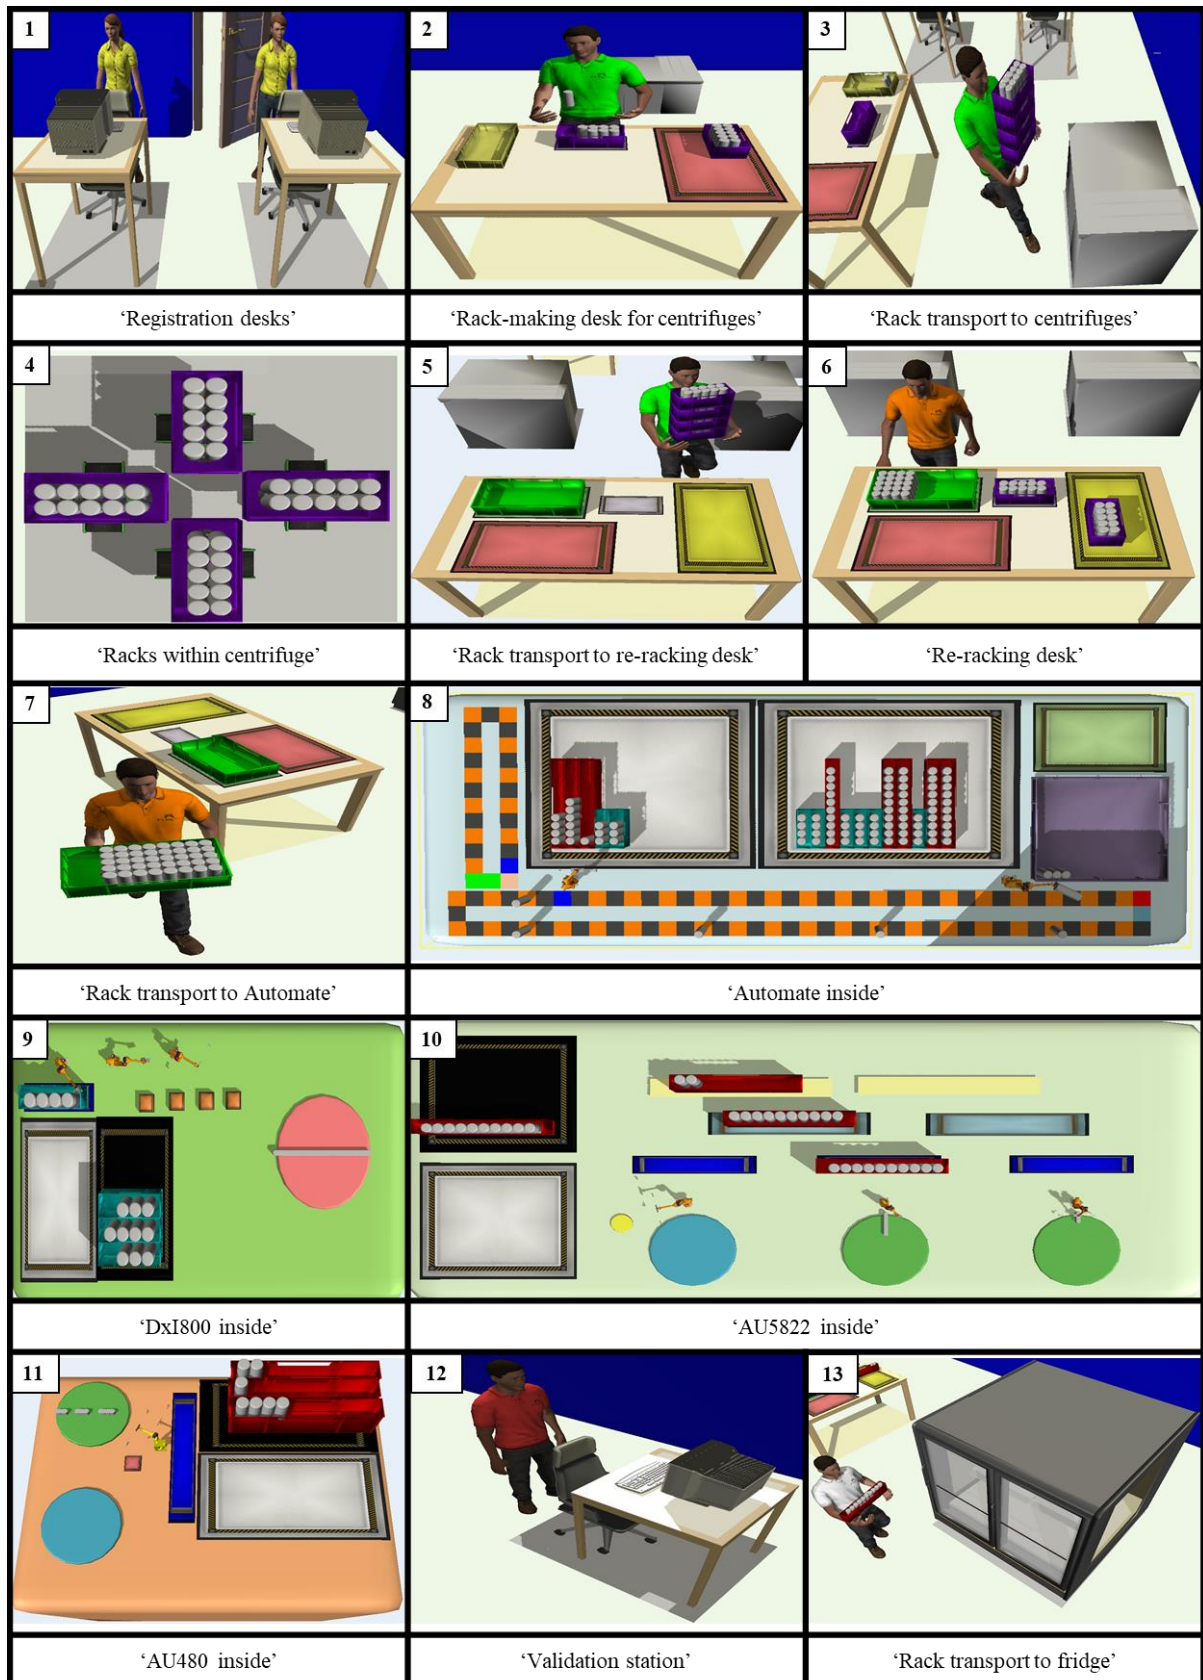 1
2
3
‘Registration desks’
‘Rack-making desk for centrifuges’
‘Rack transport to centrifuges’
4
5
6
‘Racks within centrifuge’
‘Rack transport to re-racking desk’
‘Re-racking desk’
7
8
‘Rack transport to Automate’
‘Automate inside’
9
10
‘DxI800 inside’
‘AU5822 inside’
11
12
13
‘AU480 inside’
‘Validation station’
‘Rack transport to fridge’